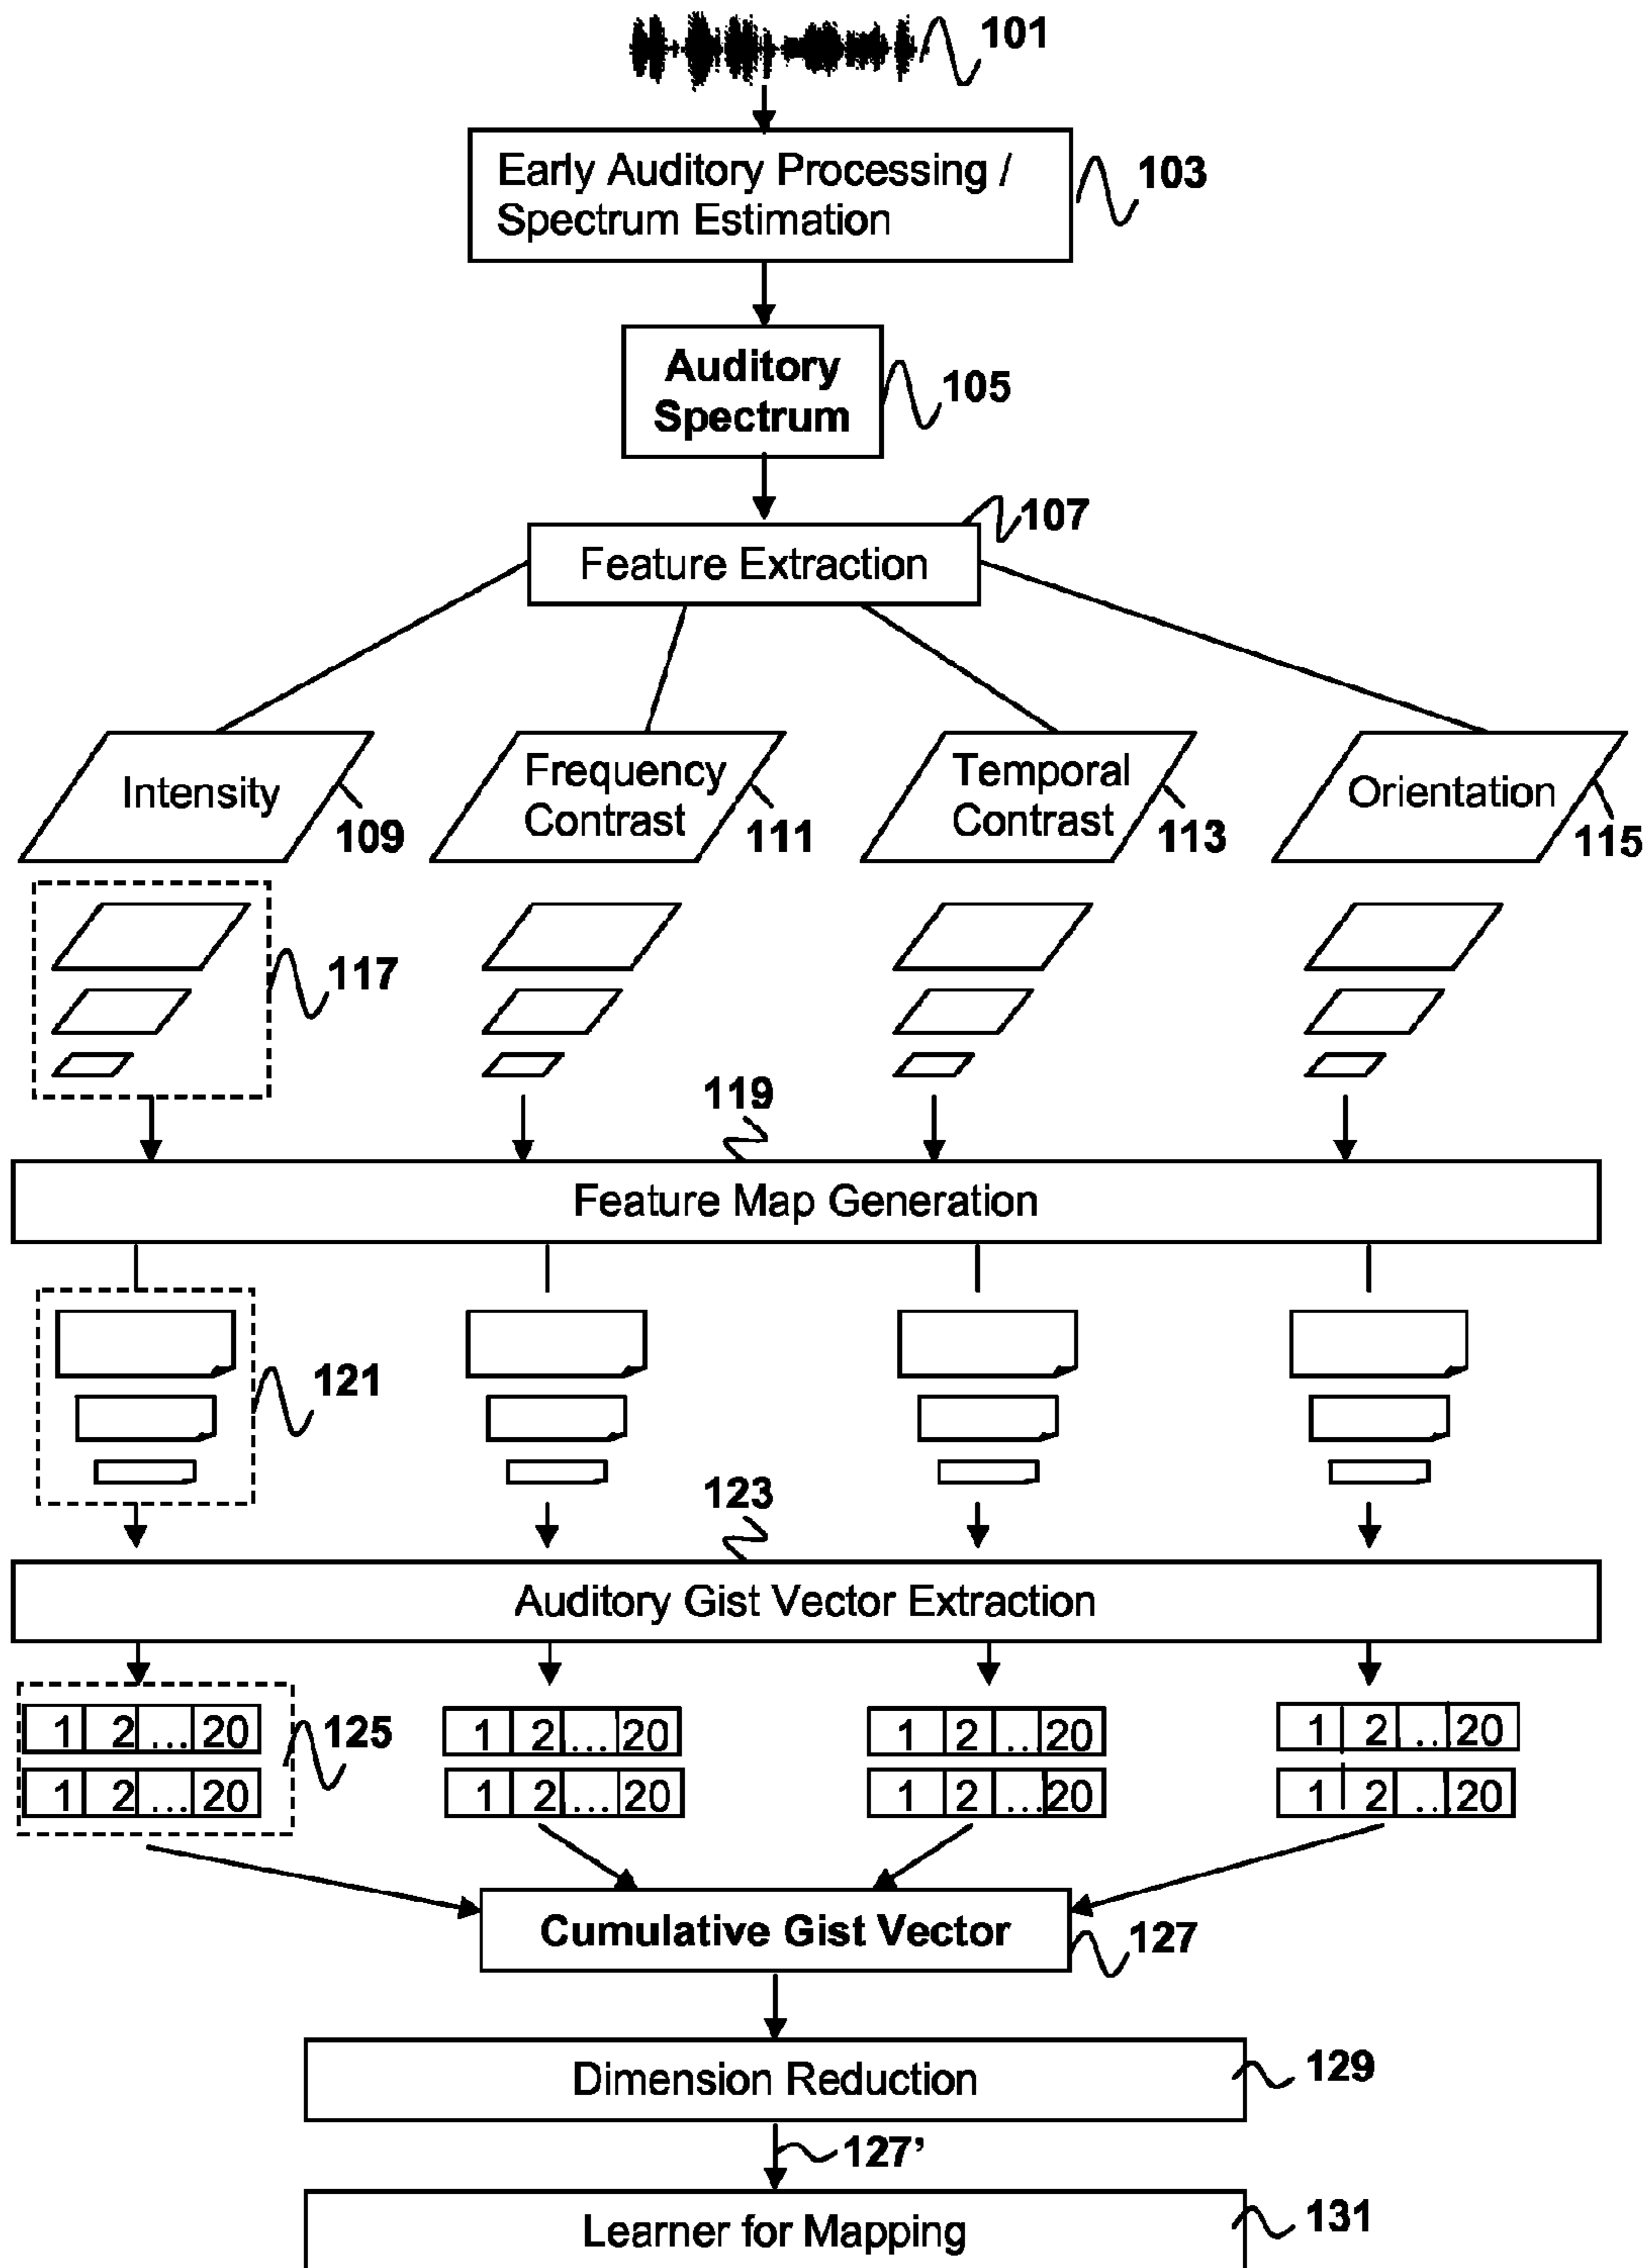 101
Early Auditory Processing /
Spectrum Estimation
103
Auditory
Spectrum
105
107
Feature Extraction
Intensity
109
Frequency
Contrast
111
Temporal
Contrast
113
Orientation
115
117
119
Feature Map Generation
121
123
Auditory Gist Vector Extraction
1 2 ... 20
1 2 ... 20
1 2 ... 20
1 2 .. 20
125
1 2 ... 20
1 2 ... 20
1 2 ... 20
1 2 .. 20
Cumulative Gist Vector
127
Dimension Reduction
129
127’
Learner for Mapping
131